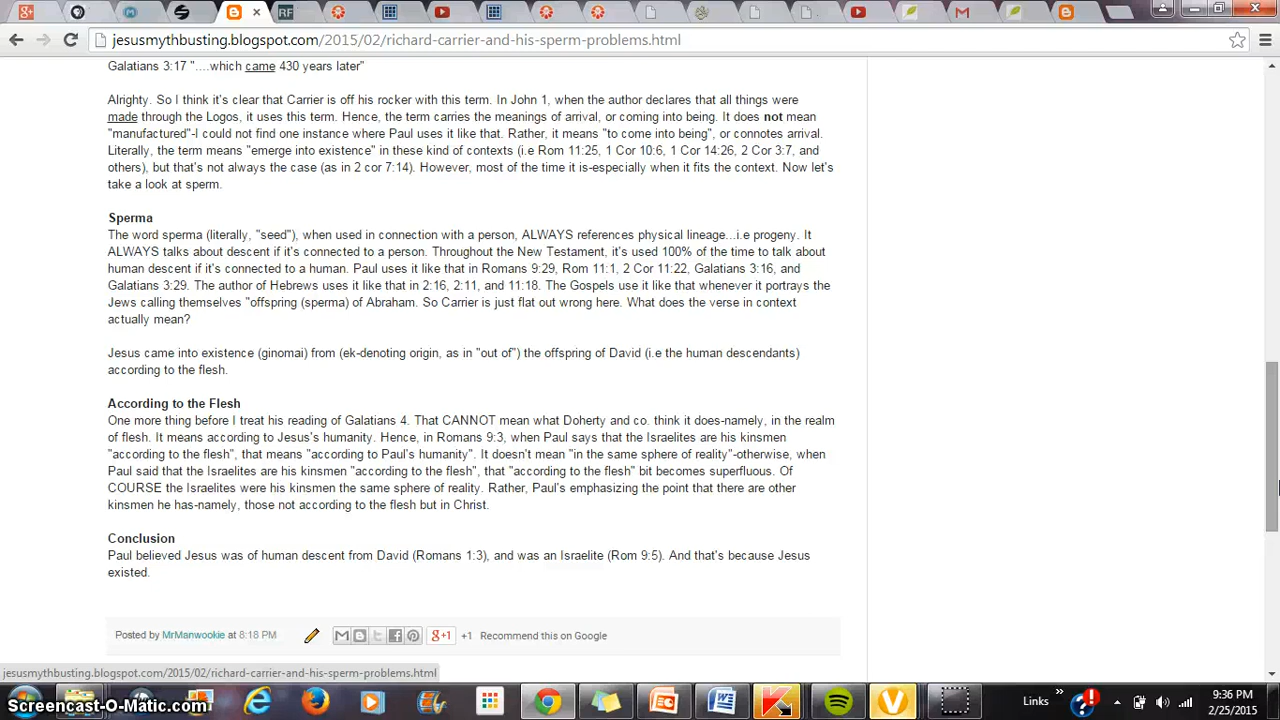 jesusmythbusting.blogspot.com/2015/02/richard-carrier-and-his-sperm-problems.html
Galatians 3:17 "....which came 430 years later"
Alrighty. So I think it's clear that Carrier is off his rocker with this term. In John 1, when the author declares that all things were
made through the Logos, it uses this term. Hence, the term carries the meanings of arrival, or coming into being. It does not mean
"manufactured"-I could not find one instance where Paul uses it like that. Rather, it means "to come into being", or connotes arrival.
Literally, the term means "emerge into existence" in these kind of contexts (i.e Rom 11:25, 1 Cor 10:6, 1 Cor 14:26, 2 Cor 3:7, and
others), but that's not always the case (as in 2 cor 7:14). However, most of the time it is-especially when it fits the context. Now let's
take a look at sperm.
Sperma
The word sperma (literally, "seed"), when used in connection with a person, ALWAYS references physical lineage...i.e progeny. It
ALWAYS talks about descent if it's connected to a person. Throughout the New Testament, it's used 100% of the time to talk about
human descent if it's connected to a human. Paul uses it like that in Romans 9:29, Rom 11:1, 2 Cor 11:22, Galatians 3:16, and
Galatians 3:29. The author of Hebrews uses it like that in 2:16, 2:11, and 11:18. The Gospels use it like that whenever it portrays the
Jews calling themselves "offspring (sperma) of Abraham. So Carrier is just flat out wrong here. What does the verse in context
actually mean?
Jesus came into existence (ginomai) from (ek-denoting origin, as in "out of") the offspring of David (i.e the human descendants)
according to the flesh.
According to the Flesh
One more thing before I treat his reading of Galatians 4. That CANNOT mean what Doherty and co. think it does-namely, in the realm
of flesh. It means according to Jesus's humanity. Hence, in Romans 9:3, when Paul says that the Israelites are his kinsmen
"according to the flesh", that means "according to Paul's humanity". It doesn't mean "in the same sphere of reality"-otherwise, when
Paul said that the Israelites are his kinsmen "according to the flesh", that "according to the flesh" bit becomes superfluous. Of
COURSE the Israelites were his kinsmen the same sphere of reality. Rather, Paul's emphasizing the point that there are other
kinsmen he has-namely, those not according to the flesh but in Christ.
Conclusion
Paul believed Jesus was of human descent from David (Romans 1:3), and was an Israelite (Rom 9:5). And that's because Jesus
existed.
Posted by MrManwookie at 8:18 PM
g+1 +1 Recommend this on Google
jesusmythbusting.blogspot.com/2015/02/richard-carrier-and-his-sperm-problems.html
Screencast-O-Matic.com
Links
9:36 PM
2/25/2015